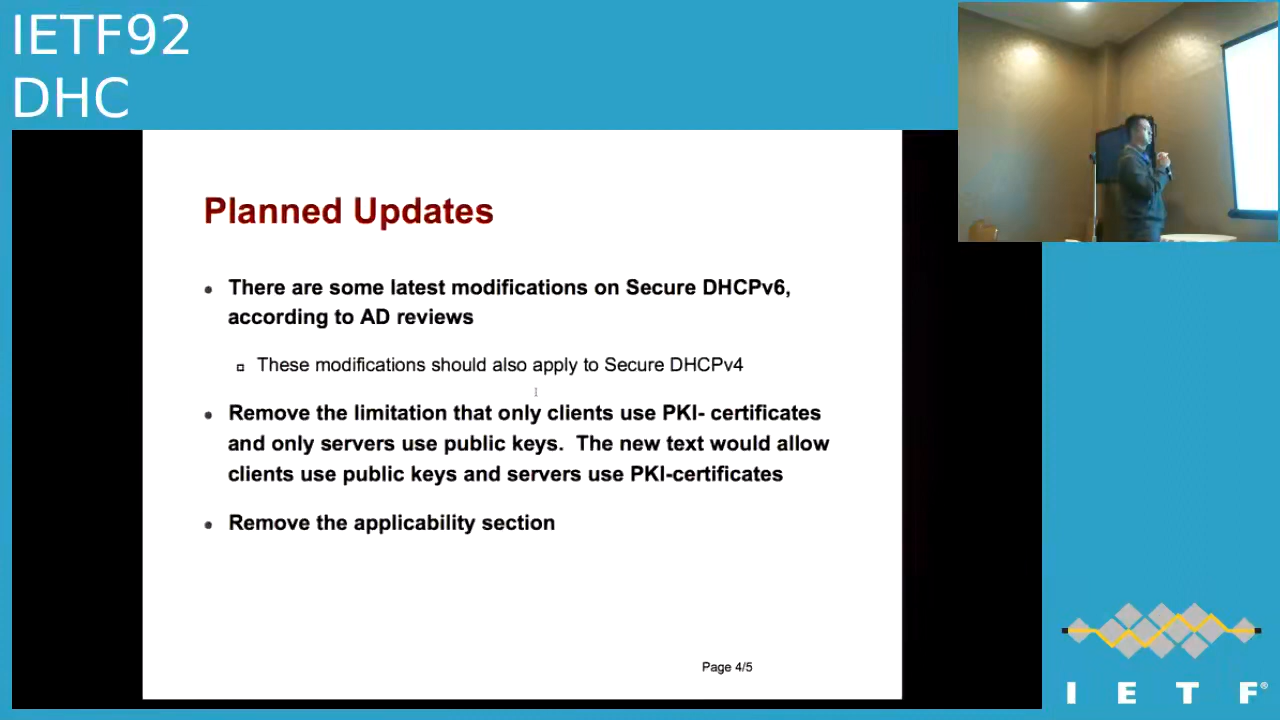 IETF92
DHC
Planned Updates
• There are some latest modifications on Secure DHCPv6,
according to AD reviews
▫ These modifications should also apply to Secure DHCPv4
• Remove the limitation that only clients use PKI- certificates
and only servers use public keys.  The new text would allow
clients use public keys and servers use PKI-certificates
• Remove the applicability section
Page 4/5
I E T F®